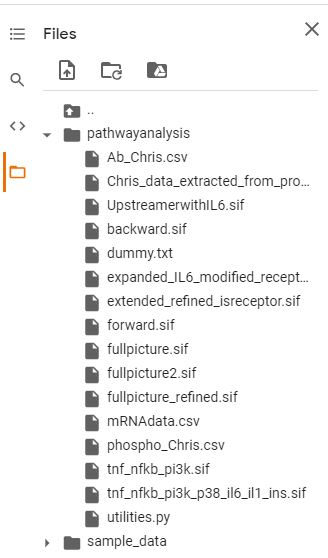 Files
..
pathwayanalysis
Ab_Chris.csv
Chris_data_extracted_from_pro...
UpstreamerwithIL6.sif
backward.sif
dummy.txt
expanded_IL6_modified_recept...
extended_refined_isreceptor.sif
forward.sif
fullpicture.sif
fullpicture2.sif
fullpicture_refined.sif
mRNAdata.csv
phospho_Chris.csv
tnf_nfkb_pi3k.sif
tnf_nfkb_pi3k_p38_il6_il1_ins.sif
utilities.py
sample_data